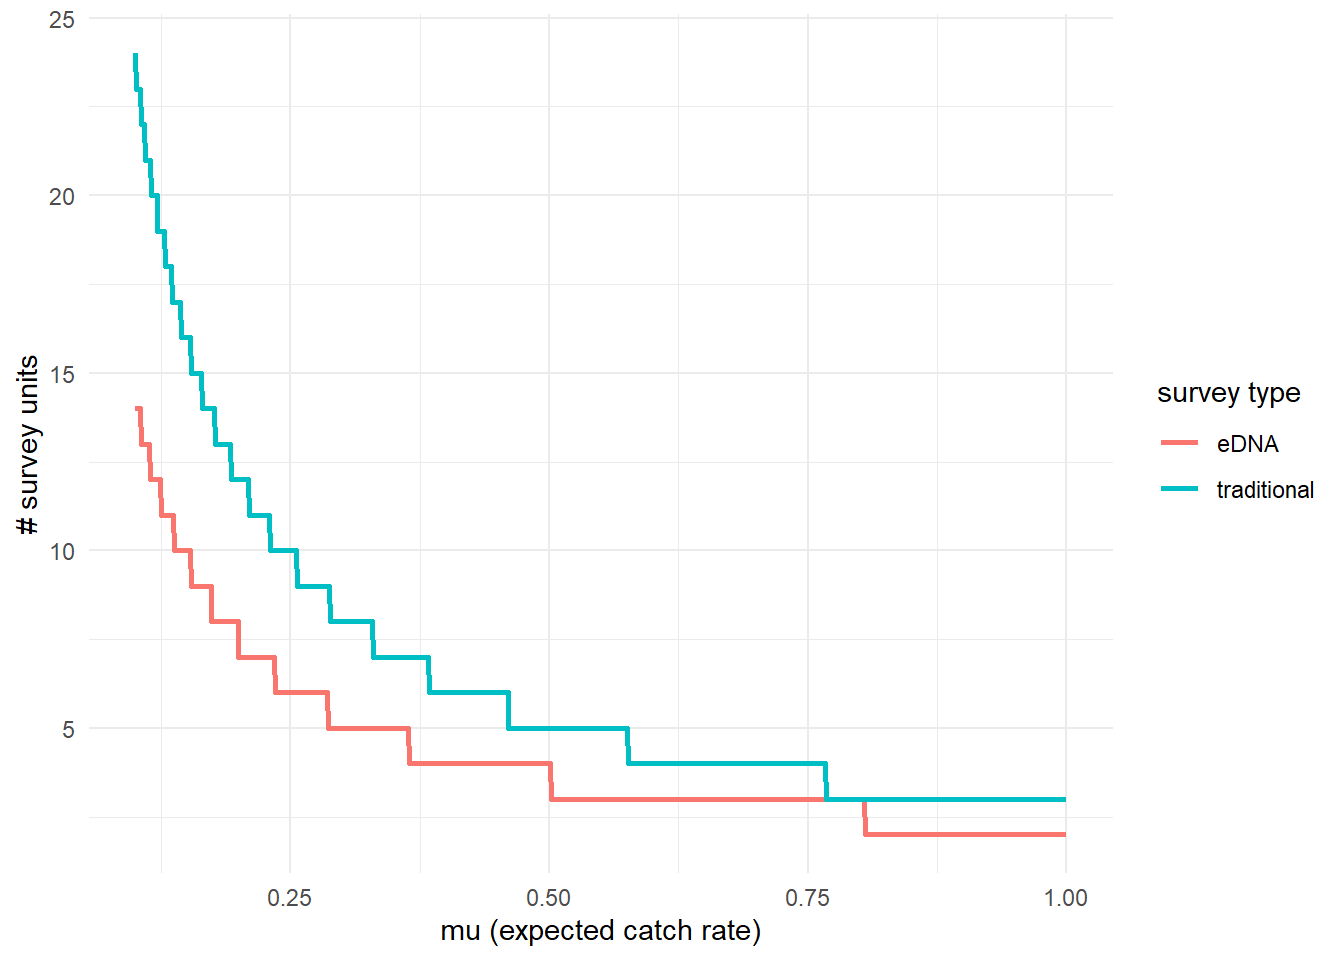 25
20
15
10
5
# survey units
0.25 0.50 0.75 1.00
mu (expected catch rate)
survey type
eDNA
traditional